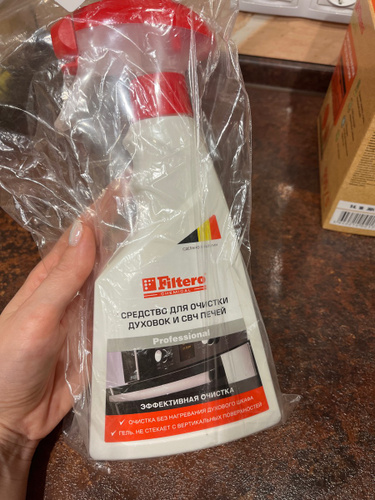 Filtero
CHEMICAL
СРЕДСТВО ДЛЯ ОЧИСТКИ
ДУХОВОК И СВЧ ПЕЧЕЙ
Professional
ЭФФЕКТИВНАЯ ОЧИСТКА
✓ ОЧИСТКА БЕЗ НАГРЕВАНИЯ ДУХОВОГО ШКАФА
✓ ГЕЛЬ, НЕ СТЕКАЕТ С ВЕРТИКАЛЬНЫХ ПОВЕРХНОСТЕЙ